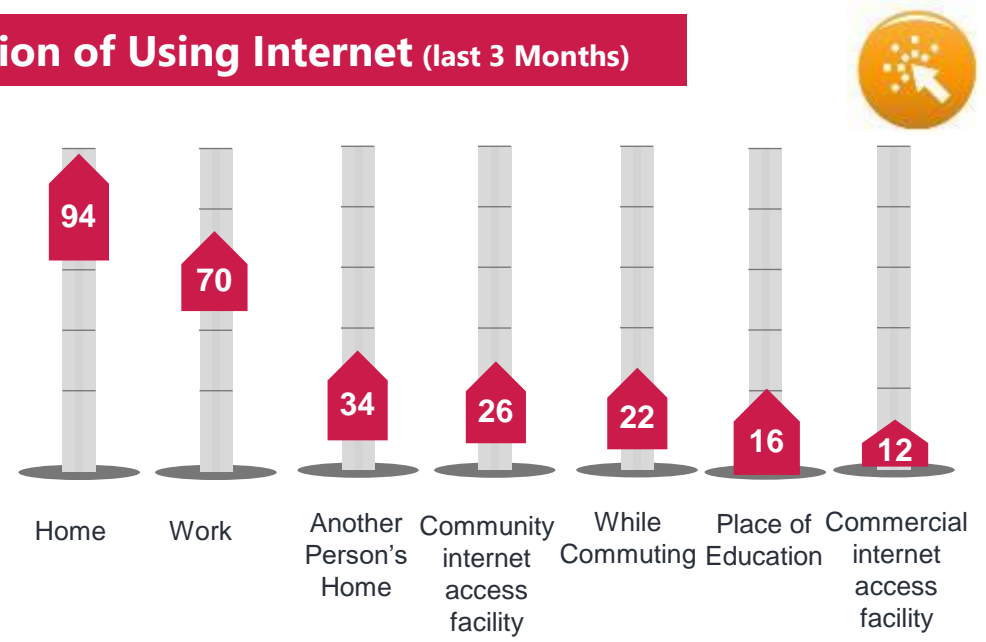 ion of Using Internet (last 3 Months)
94
70
34
26
22
16
12
Home
Work
Another
Person's
Home
Community
internet
access
facility
While
Commuting
Place of
Education
Commercial
internet
access
facility